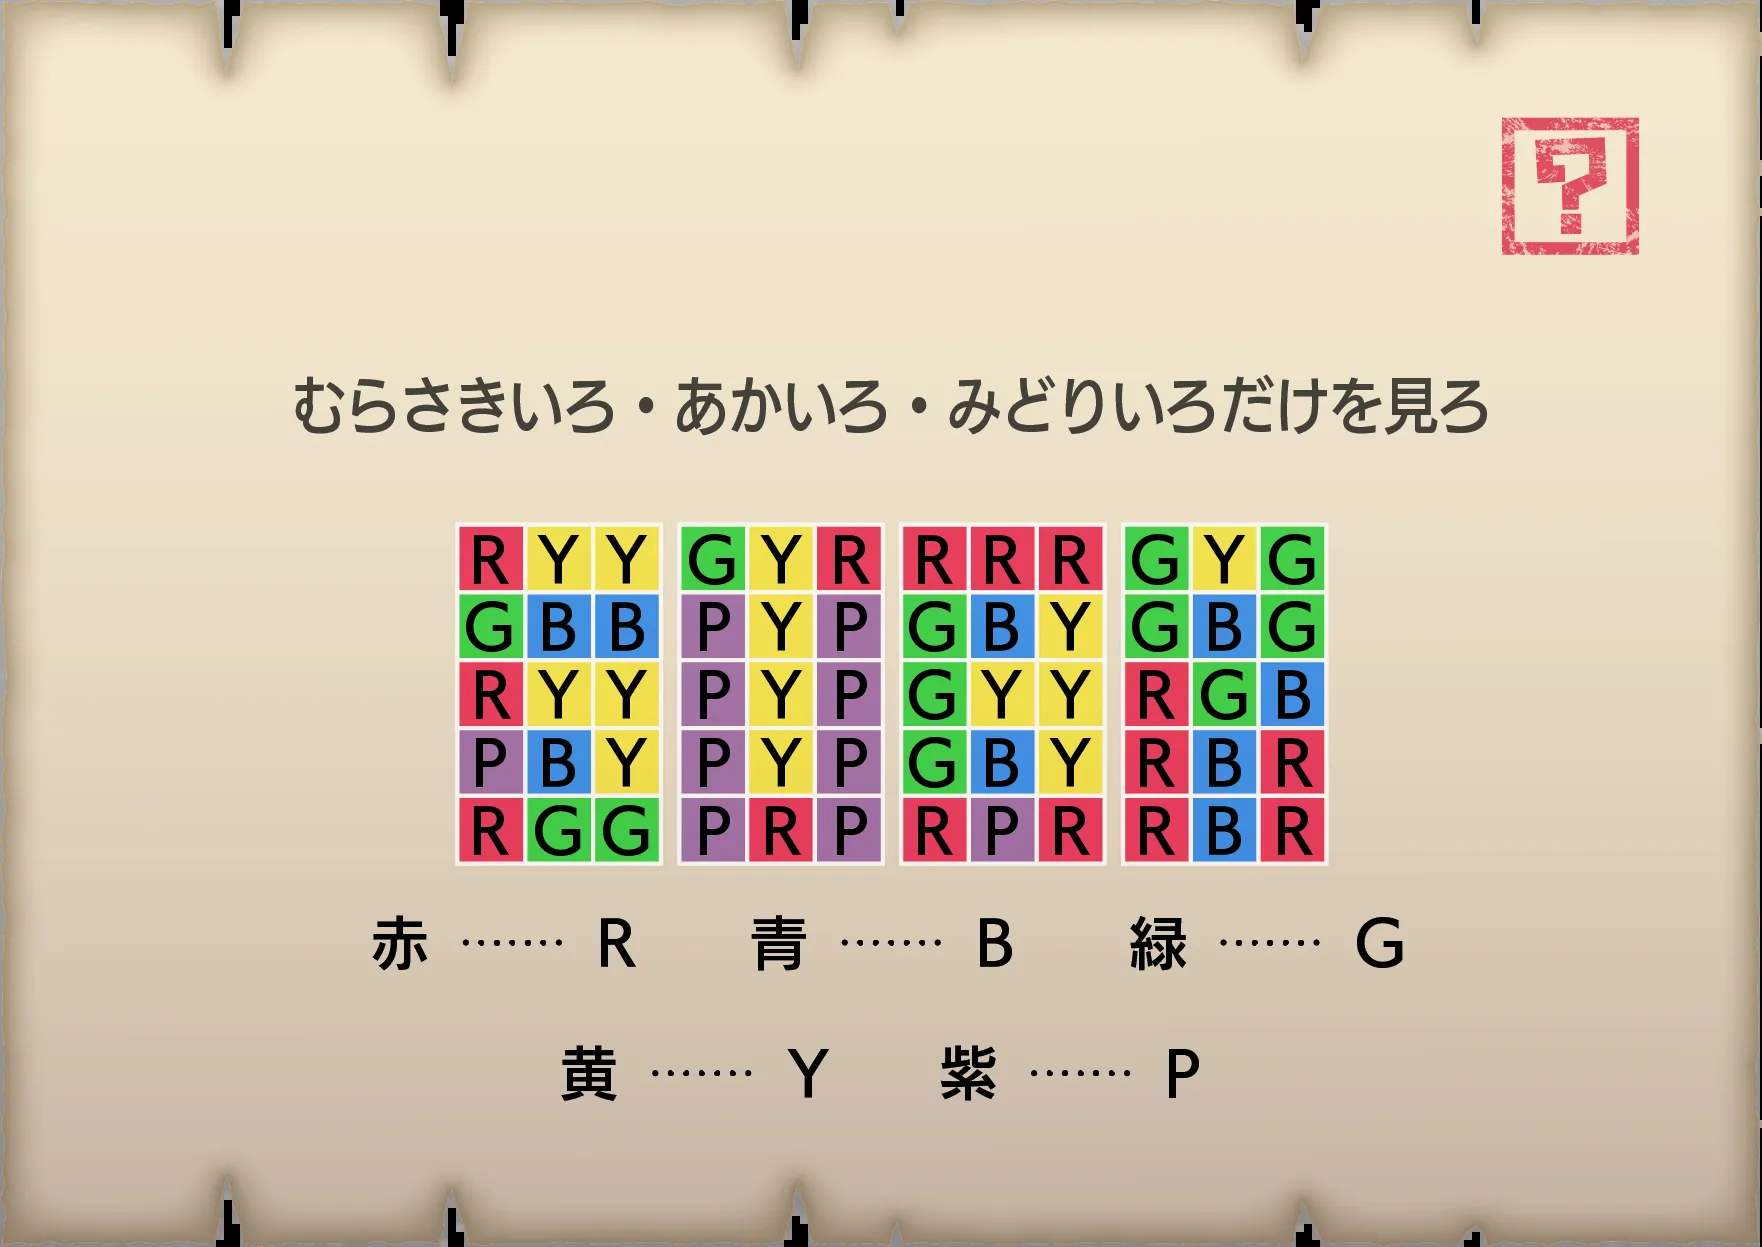 ?
むらさきいろ・あかいろ・みどりいろだけを見ろ
R Y Y G Y R R R R G Y G
G B B P Y P G B Y G B G
R Y Y P Y P G Y Y R G B
P B Y P Y P G B Y R B R
R G G P R P R P R R B R
赤 ……… R 青 ……… B 緑 ……… G
黄 ……… Y 紫 ……… P